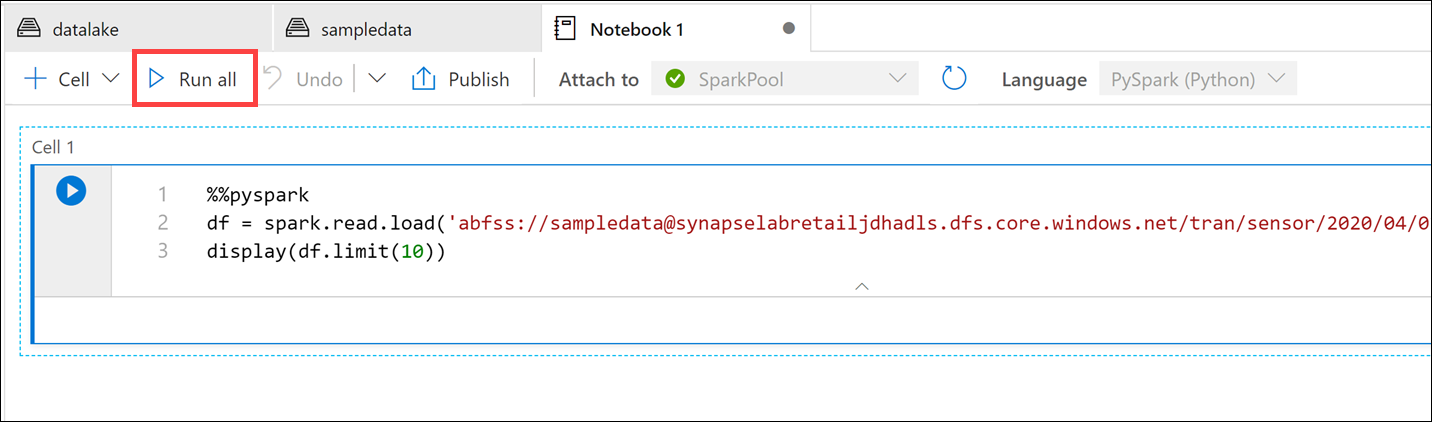 datalake
sampledata
Notebook 1
Cell
Run all
Undo
Publish
Attach to
SparkPool
Language
PySpark (Python)
Cell 1
1 %%pyspark
2 df = spark.read.load('abfss://sampledata@synapselabretailjdhadls.dfs.core.windows.net/tran/sensor/2020/04/0
3 display(df.limit(10))